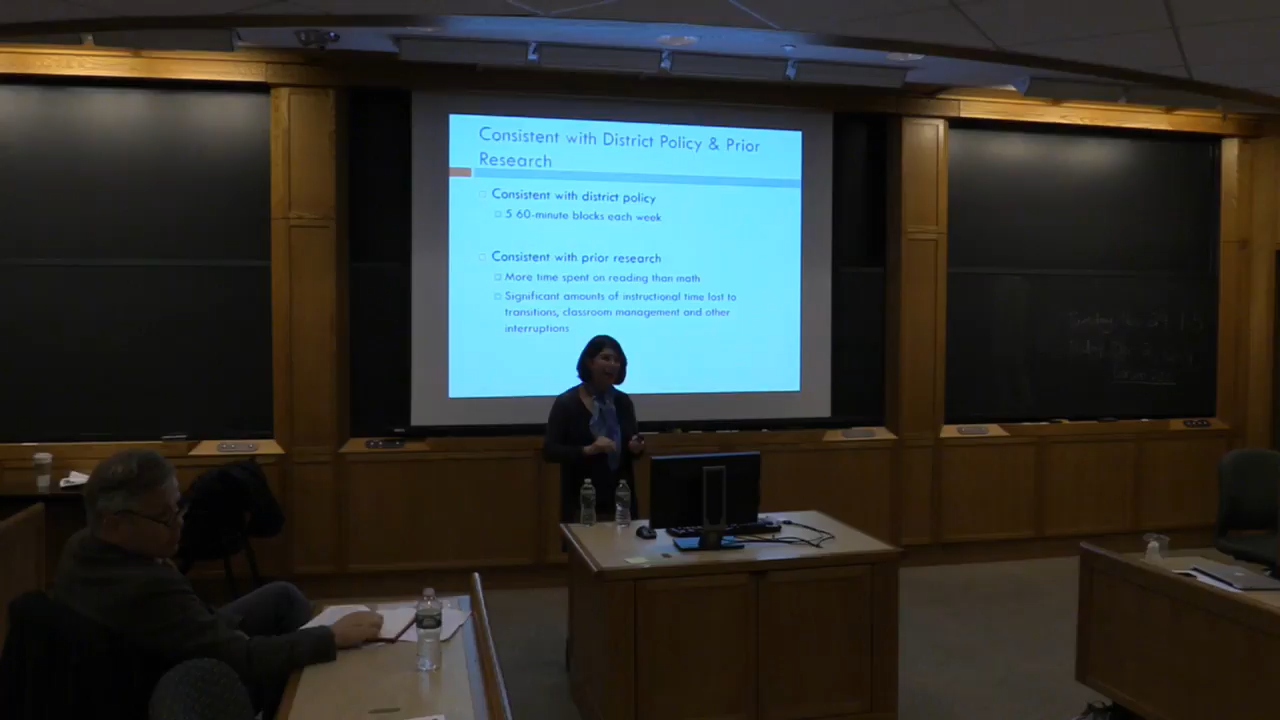 Consistent with District Policy & Prior
Research
Consistent with district policy
5 60-minute blocks each week
Consistent with prior research
More time spent on reading than math
Significant amounts of instructional time lost to
transitions, classroom management and other
interruptions